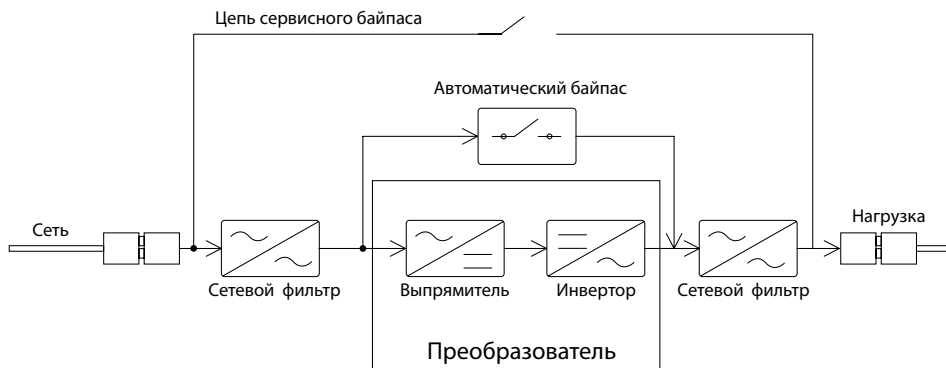 Цепь сервисного байпаса
Автоматический байпас
Сеть
Нагрузка
Сетевой фильтр
Выпрямитель
Инвертор
Сетевой фильтр
Преобразователь